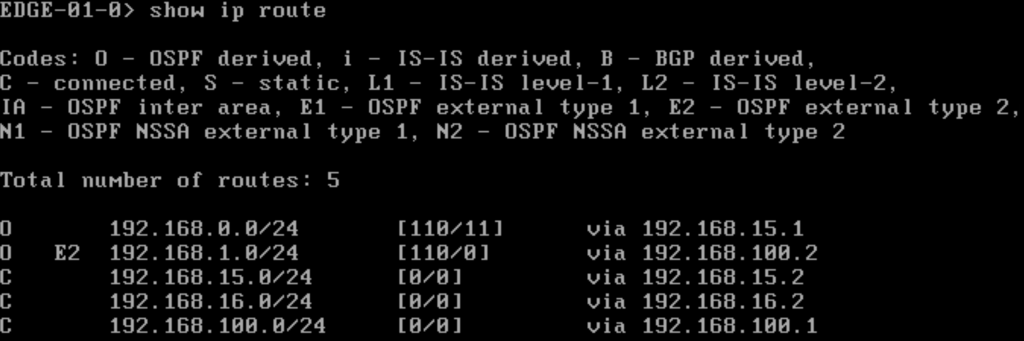 EDGE-01-0> show ip route
Codes: O - OSPF derived, i - IS-IS derived, B - BGP derived,
C - connected, S - static, L1 - IS-IS level-1, L2 - IS-IS level-2,
IA - OSPF inter area, E1 - OSPF external type 1, E2 - OSPF external type 2,
N1 - OSPF NSSA external type 1, N2 - OSPF NSSA external type 2
Total number of routes: 5
O 192.168.0.0/24 [110/11] via 192.168.15.1
O E2 192.168.1.0/24 [110/0] via 192.168.100.2
C 192.168.15.0/24 [0/0] via 192.168.15.2
C 192.168.16.0/24 [0/0] via 192.168.16.2
C 192.168.100.0/24 [0/0] via 192.168.100.1